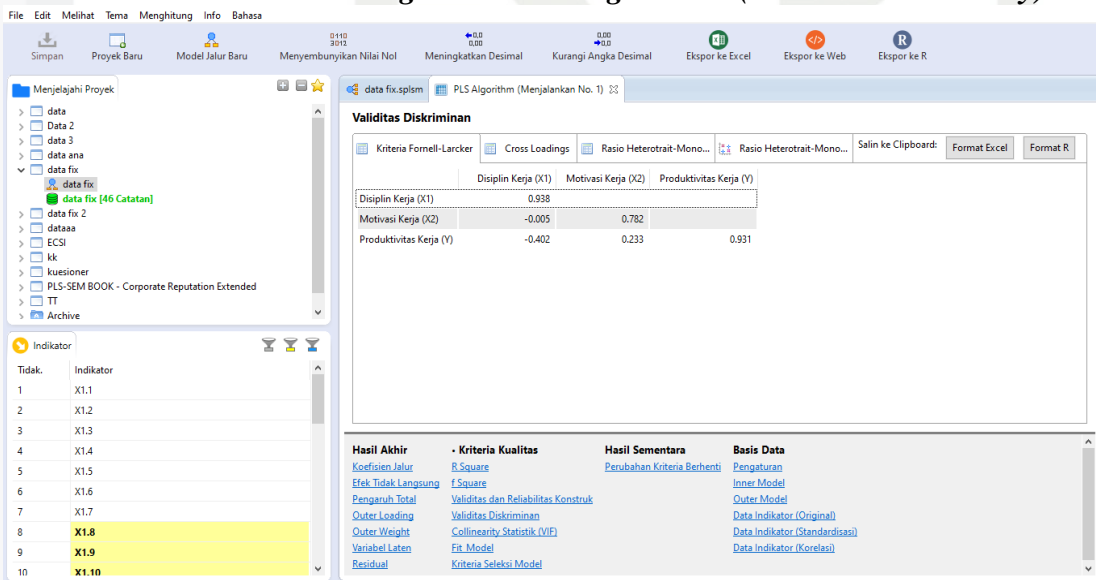 File Edit Melihat Tema Menghitung Info Bahasa
Simpan Proyek Baru Model Jalur Baru Menyembunyikan Nilai Nol Meningkatkan Desimal Kurangi Angka Desimal Ekspor ke Excel Ekspor ke Web Ekspor ke R
Menjelajahi Proyek
data
Data 2
data 3
data ana
data fix
data fix
data fix [46 Catatan]
data fix 2
dataaa
ECSI
kk
kuesioner
PLS-SEM BOOK - Corporate Reputation Extended
TT
Archive
Indikator
Tidak. Indikator
1 X1.1
2 X1.2
3 X1.3
4 X1.4
5 X1.5
6 X1.6
7 X1.7
8 X1.8
9 X1.9
10 X1.10
data fix.splsm PLS Algorithm (Menjalankan No. 1)
Validitas Diskriminan
Kriteria Fornell-Larcker Cross Loadings Rasio Heterotrait-Mono... Rasio Heterotrait-Mono... Salin ke Clipboard: Format Excel Format R
Disiplin Kerja (X1) Motivasi Kerja (X2) Produktivitas Kerja (Y)
Disiplin Kerja (X1) 0.938
Motivasi Kerja (X2) -0.005 0.782
Produktivitas Kerja (Y) -0.402 0.233 0.931
Hasil Akhir
Koefisien Jalur
Efek Tidak Langsung
Pengaruh Total
Outer Loading
Outer Weight
Variabel Laten
Residual
• Kriteria Kualitas
R Square
f Square
Validitas dan Reliabilitas Konstruk
Validitas Diskriminan
Collinearity Statistik (VIF)
Fit Model
Kriteria Seleksi Model
Hasil Sementara
Perubahan Kriteria Berhenti
Basis Data
Pengaturan
Inner Model
Outer Model
Data Indikator (Original)
Data Indikator (Standardisasi)
Data Indikator (Korelasi)